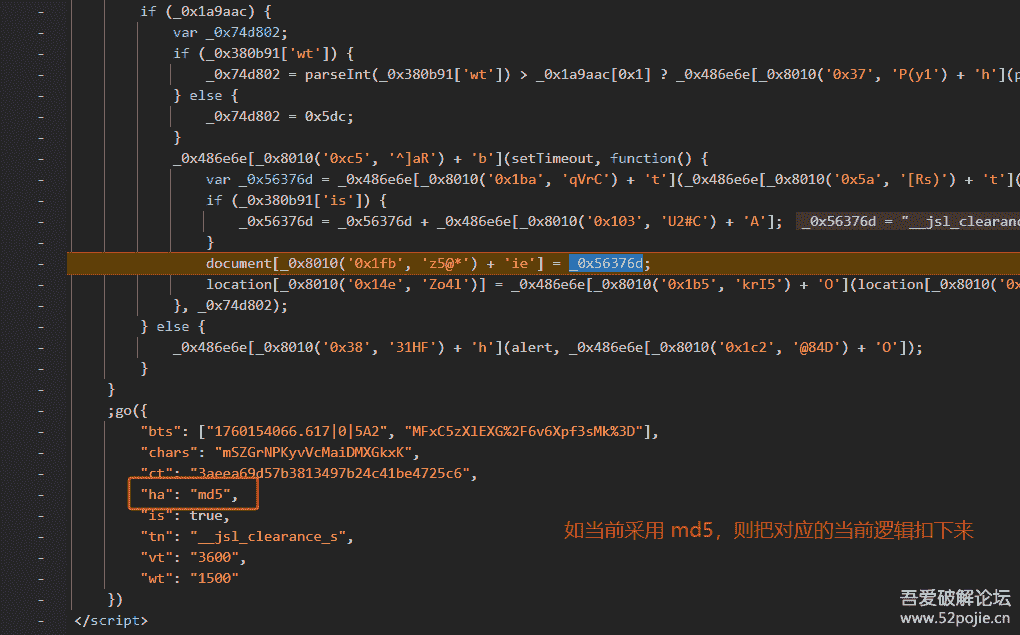 if (_0x1a9aac) {
var _0x74d802;
if (_0x380b91['wt']) {
_0x74d802 = parseInt(_0x380b91['wt']) > _0x1a9aac[0x1] ? _0x486e6e[_0x8010('0x37', 'P(y1') + 'h'](p
} else {
_0x74d802 = 0x5dc;
}
_0x486e6e[_0x8010('0xc5', '^]aR') + 'b'](setTimeout, function() {
var _0x56376d = _0x486e6e[_0x8010('0x1ba', 'qVrC') + 't'](_0x486e6e[_0x8010('0x5a', '[Rs)') + 't'](
if (_0x380b91['is']) {
_0x56376d = _0x56376d + _0x486e6e[_0x8010('0x103', 'U2#C') + 'A']; _0x56376d = "__jsl_clearanc
}
document[_0x8010('0x1fb', 'z5@*') + 'ie'] = _0x56376d;
location[_0x8010('0x14e', 'Zo4l')] = _0x486e6e[_0x8010('0x1b5', 'krI5') + 'O'](location[_0x8010('0x
}, _0x74d802);
} else {
_0x486e6e[_0x8010('0x38', '31HF') + 'h'](alert, _0x486e6e[_0x8010('0x1c2', '@84D') + 'O']);
}
}
;go({
"bts": ["1760154066.617|0|5A2", "MFxC5zXlEXG%2F6v6Xpf3sMk%3D"],
"chars": "mSZGrNPKyvVcMaiDMXGkxK",
"ct": "3aeea69d57b3813497b24c41be4725c6",
"ha": "md5",
"is": true,
"tn": "__jsl_clearance_s",
"vt": "3600",
"wt": "1500"
})
</script>
如当前采用 md5，则把对应的当前逻辑扣下来
吾爱破解论坛
www.52pojie.cn